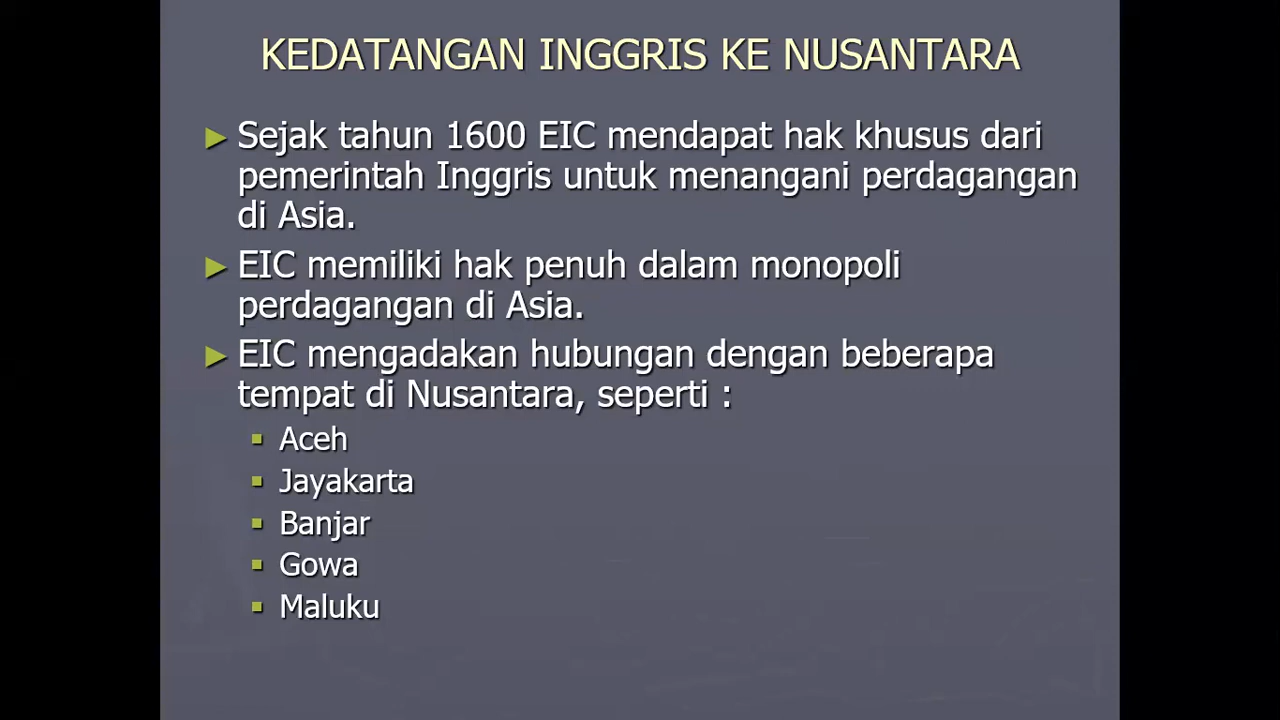 KEDATANGAN INGGRIS KE NUSANTARA
Sejak tahun 1600 EIC mendapat hak khusus dari
pemerintah Inggris untuk menangani perdagangan
di Asia.
EIC memiliki hak penuh dalam monopoli
perdagangan di Asia.
EIC mengadakan hubungan dengan beberapa
tempat di Nusantara, seperti :
Aceh
Jayakarta
Banjar
Gowa
Maluku